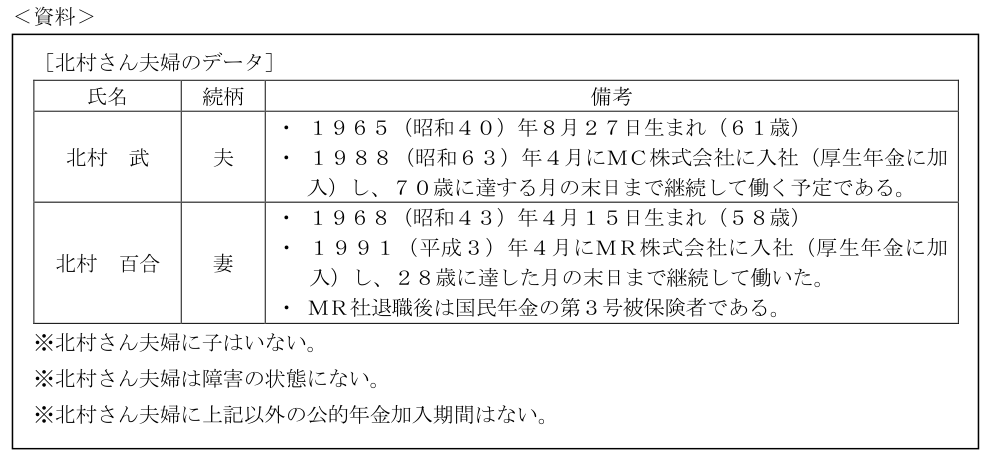 ＜資料＞
［北村さん夫婦のデータ］
氏名 続柄 備考
北村　武 夫
・ １９６５（昭和４０）年８月２７日生まれ（６１歳）
・ １９８８（昭和６３）年４月にＭＣ株式会社に入社（厚生年金に加
入）し、７０歳に達する月の末日まで継続して働く予定である。
北村　百合 妻
・ １９６８（昭和４３）年４月１５日生まれ（５８歳）
・ １９９１（平成３）年４月にＭＲ株式会社に入社（厚生年金に加
入）し、２８歳に達した月の末日まで継続して働いた。
・ ＭＲ社退職後は国民年金の第３号被保険者である。
※北村さん夫婦に子はいない。
※北村さん夫婦は障害の状態にない。
※北村さん夫婦に上記以外の公的年金加入期間はない。